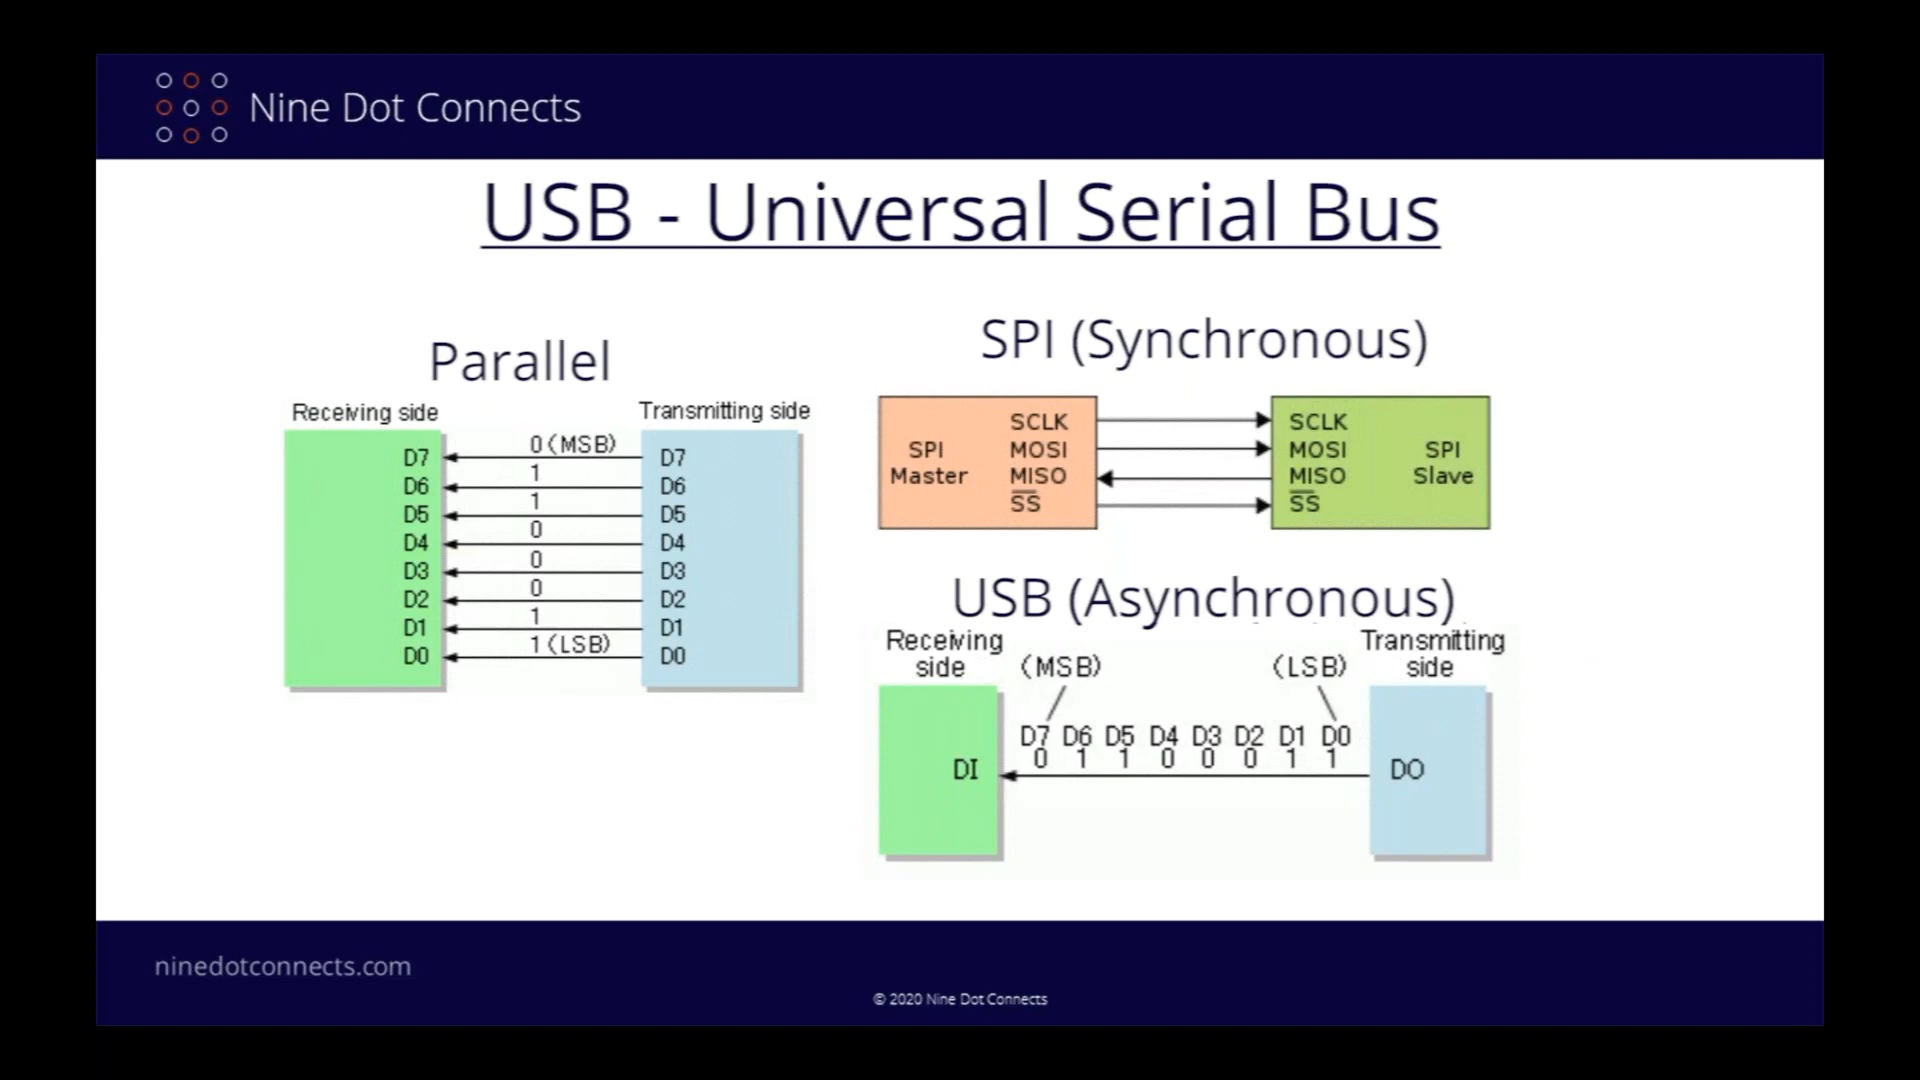 Nine Dot Connects
USB - Universal Serial Bus
Parallel
Receiving side
Transmitting side
0 (MSB)
D7
D7
1
D6
D6
1
D5
D5
0
D4
D4
0
D3
D3
0
D2
D2
1
D1
D1
1 (LSB)
D0
D0
SPI (Synchronous)
SPI
Master
SCLK
MOSI
MISO
SS
SCLK
MOSI
MISO
SS
SPI
Slave
USB (Asynchronous)
Receiving
side
(MSB)
(LSB)
Transmitting
side
D7 D6 D5 D4 D3 D2 D1 D0
0 1 1 0 0 0 1 1
DI
DO
ninedotconnects.com
© 2020 Nine Dot Connects